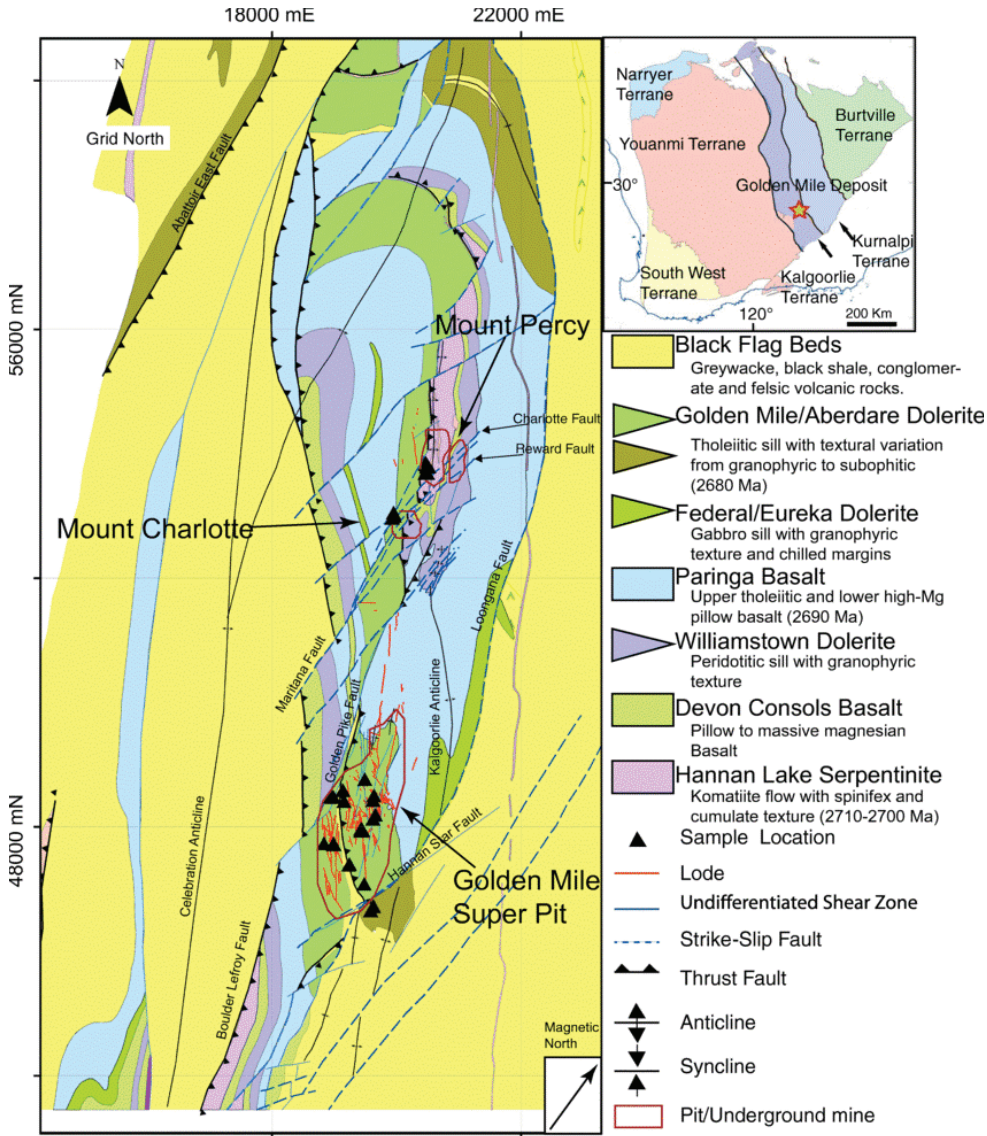 18000 mE
22000 mE
N
Grid North
56000 mN
48000 mN
Abattoir East Fault
Mount Percy
Charlotte Fault
Reward Fault
Mount Charlotte
Loongana Fault
Maritana Fault
Golden Pike Fault
Kalgoorlie Anticline
Celebration Anticline
Hannan Star Fault
Golden Mile
Super Pit
Boulder Lefroy Fault
Magnetic
North
Narryer
Terrane
Youanmi Terrane
Burtville
Terrane
30°
Golden Mile Deposit
Kurnalpi
Terrane
South West
Terrane
Kalgoorlie
Terrane
120°
200 Km
Black Flag Beds
Greywacke, black shale, conglomer-
ate and felsic volcanic rocks.
Golden Mile/Aberdare Dolerite
Tholeiitic sill with textural variation
from granophyric to subophitic
(2680 Ma)
Federal/Eureka Dolerite
Gabbro sill with granophyric
texture and chilled margins
Paringa Basalt
Upper tholeiitic and lower high-Mg
pillow basalt (2690 Ma)
Williamstown Dolerite
Peridotitic sill with granophyric
texture
Devon Consols Basalt
Pillow to massive magnesian
Basalt
Hannan Lake Serpentinite
Komatiite flow with spinifex and
cumulate texture (2710-2700 Ma)
Sample Location
Lode
Undifferentiated Shear Zone
Strike-Slip Fault
Thrust Fault
Anticline
Syncline
Pit/Underground mine